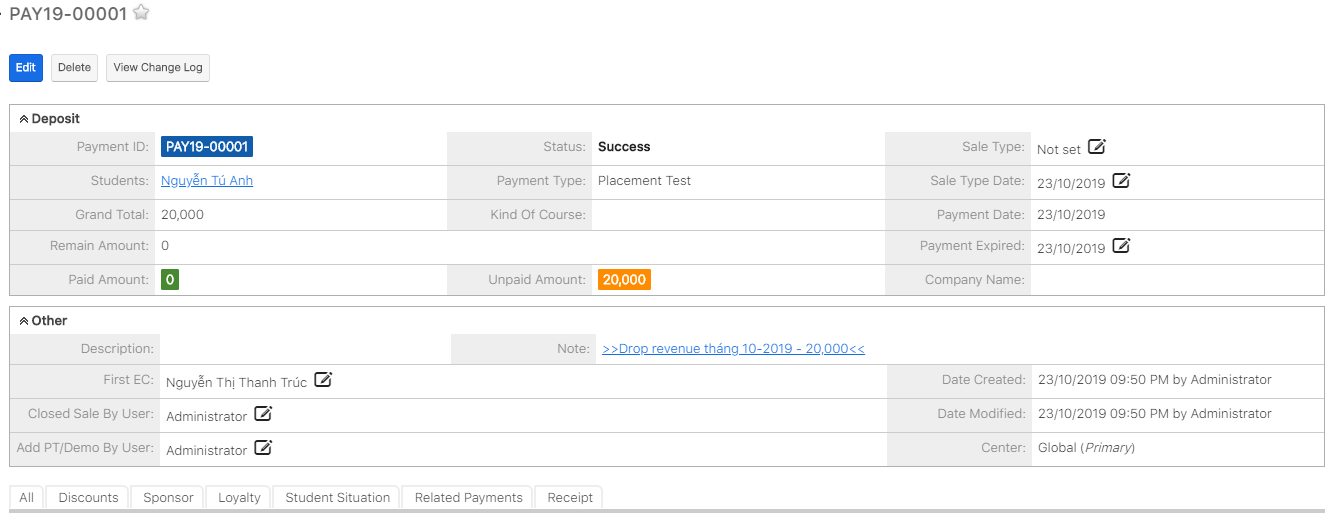 PAY19-00001
Edit Delete View Change Log
Deposit
Payment ID: PAY19-00001 Status: Success Sale Type: Not set
Students: Nguyễn Tú Anh Payment Type: Placement Test Sale Type Date: 23/10/2019
Grand Total: 20,000 Kind Of Course: Payment Date: 23/10/2019
Remain Amount: 0 Payment Expired: 23/10/2019
Paid Amount: 0 Unpaid Amount: 20,000 Company Name:
Other
Description: Note: >>Drop revenue tháng 10-2019 - 20,000<<
First EC: Nguyễn Thị Thanh Trúc Date Created: 23/10/2019 09:50 PM by Administrator
Closed Sale By User: Administrator Date Modified: 23/10/2019 09:50 PM by Administrator
Add PT/Demo By User: Administrator Center: Global (Primary)
All Discounts Sponsor Loyalty Student Situation Related Payments Receipt